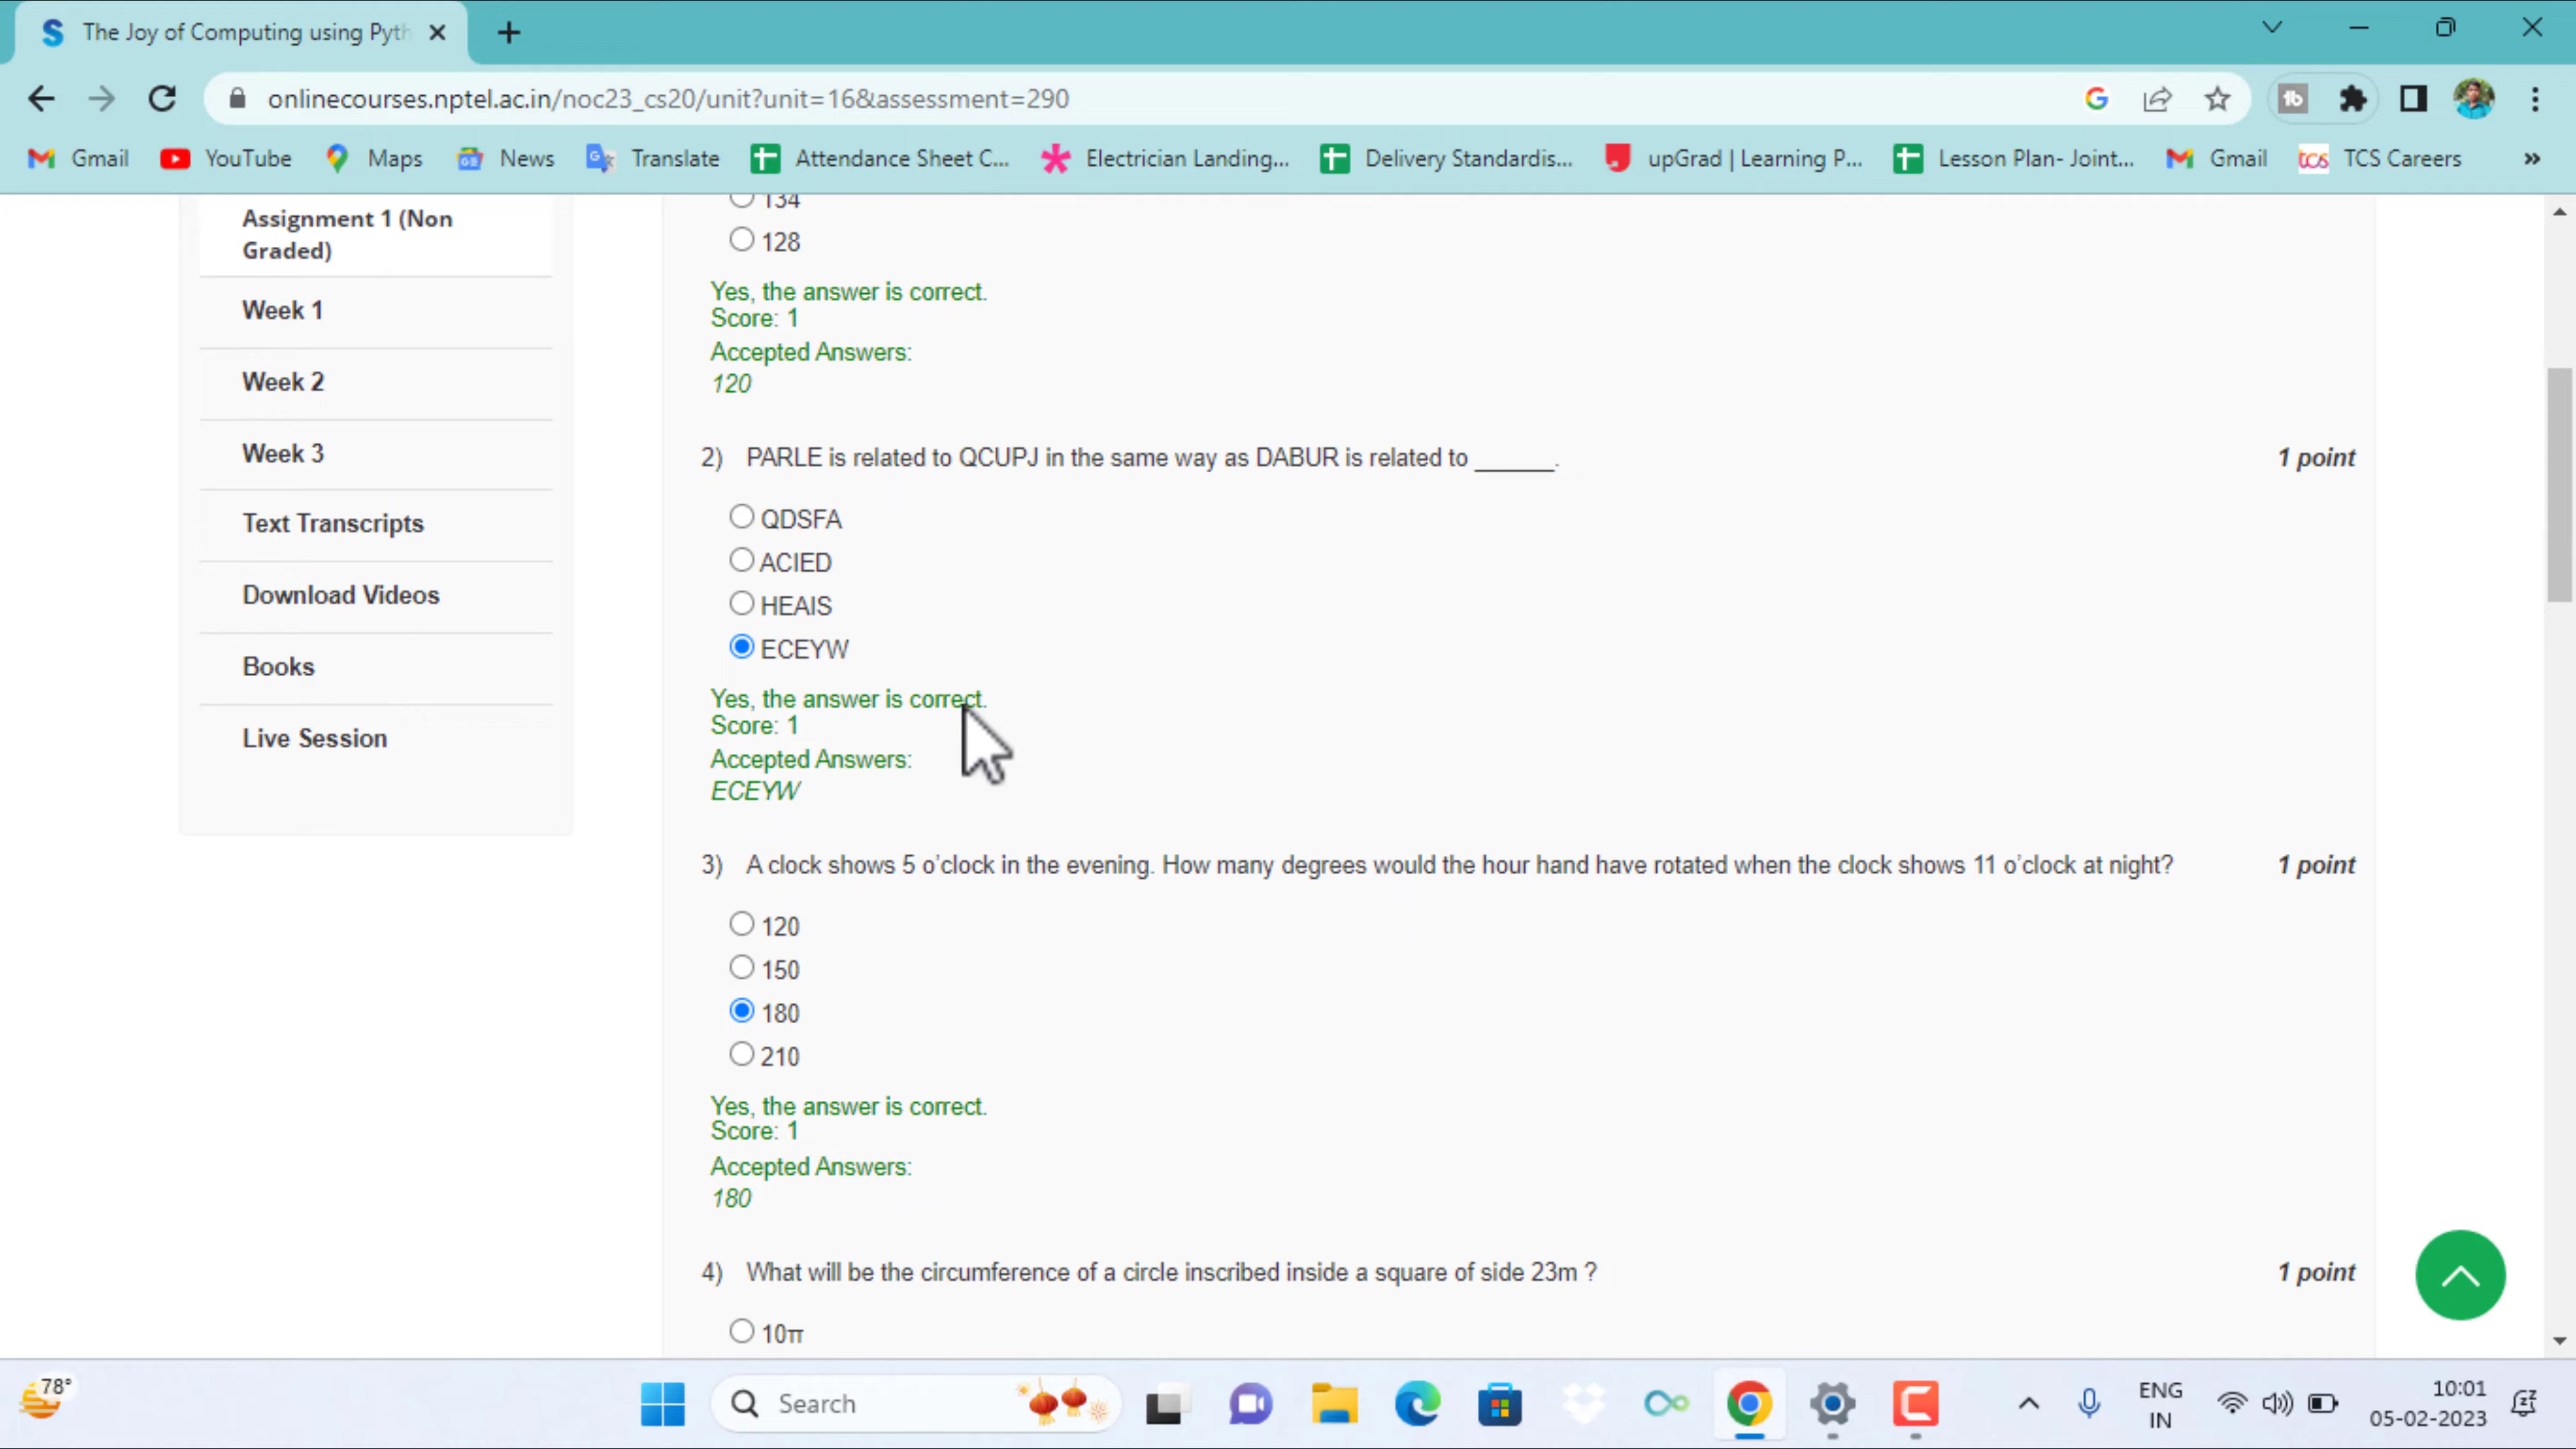 The Joy of Computing using Pyth
onlinecourses.nptel.ac.in/noc23_cs20/unit?unit=16&assessment=290
Gmail YouTube Maps News Translate Attendance Sheet C... Electrician Landing... Delivery Standardis... upGrad | Learning P... Lesson Plan- Joint... Gmail tcs TCS Careers »
Assignment 1 (Non
Graded)
Week 1
Week 2
Week 3
Text Transcripts
Download Videos
Books
Live Session
134
128
Yes, the answer is correct.
Score: 1
Accepted Answers:
120
2) PARLE is related to QCUPJ in the same way as DABUR is related to ______. 1 point
QDSFA
ACIED
HEAIS
ECEYW
Yes, the answer is correct.
Score: 1
Accepted Answers:
ECEYW
3) A clock shows 5 o’clock in the evening. How many degrees would the hour hand have rotated when the clock shows 11 o’clock at night? 1 point
120
150
180
210
Yes, the answer is correct.
Score: 1
Accepted Answers:
180
4) What will be the circumference of a circle inscribed inside a square of side 23m ? 1 point
10π
78°
Search
ENG
IN
10:01
05-02-2023